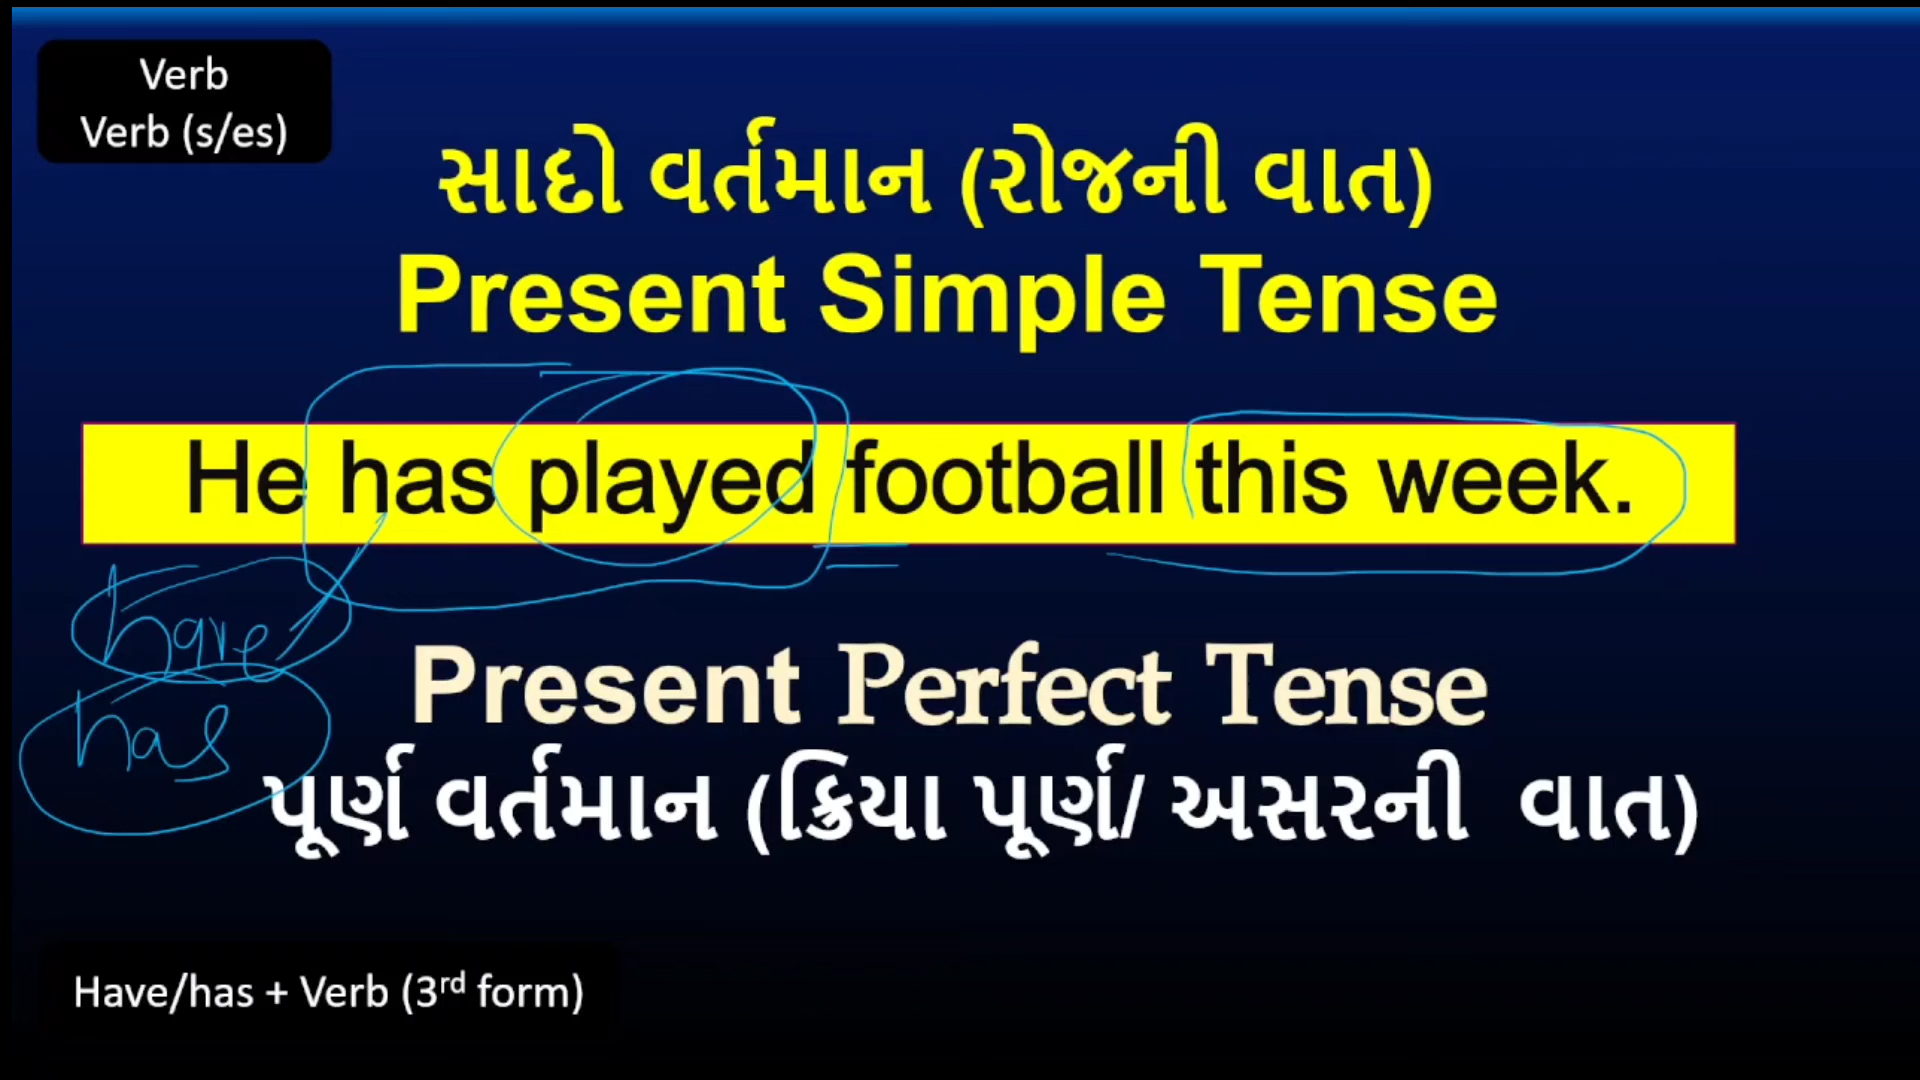 Verb
Verb (s/es)
સાદો વર્તમાન (રોજની વાત)
Present Simple Tense
He has played football this week.
have
has
Present Perfect Tense
પૂર્ણ વર્તમાન (ક્રિયા પૂર્ણ/ અસરની વાત)
Have/has + Verb (3rd form)